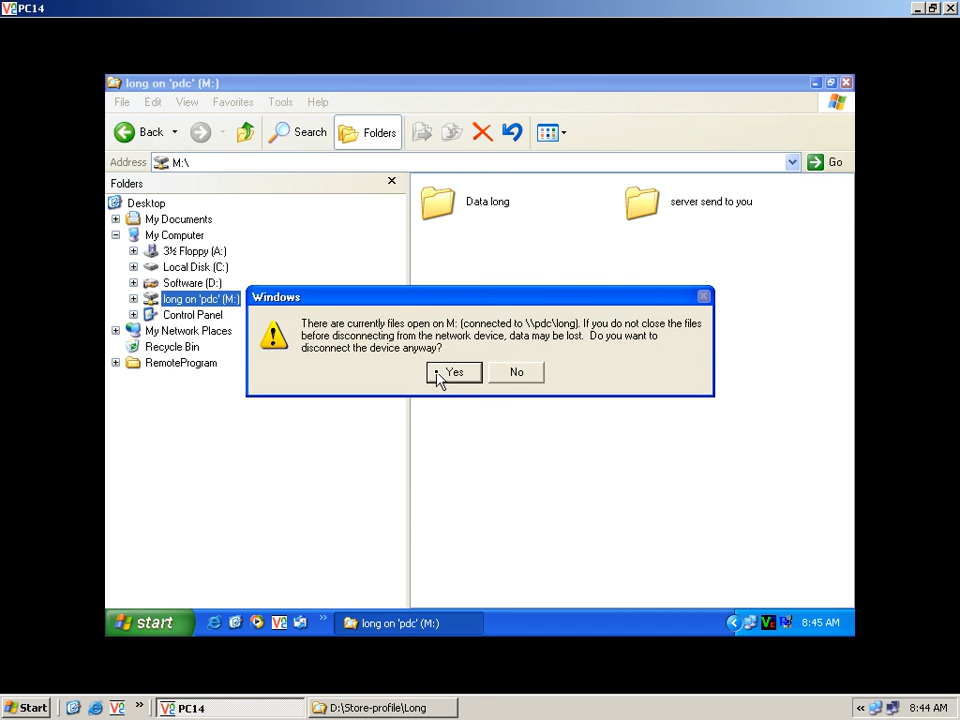 PC14
long on 'pdc' (M:)
File Edit View Favorites Tools Help
Back Search Folders
Address M:\ Go
Folders
Desktop
My Documents
My Computer
3½ Floppy (A:)
Local Disk (C:)
Software (D:)
long on 'pdc' (M:)
Control Panel
My Network Places
Recycle Bin
RemoteProgram
Data long
server send to you
Windows
There are currently files open on M: (connected to \\pdc\long). If you do not close the files
before disconnecting from the network device, data may be lost. Do you want to
disconnect the device anyway?
Yes No
start long on 'pdc' (M:) 8:45 AM
Start PC14 D:\Store-profile\Long 8:44 AM